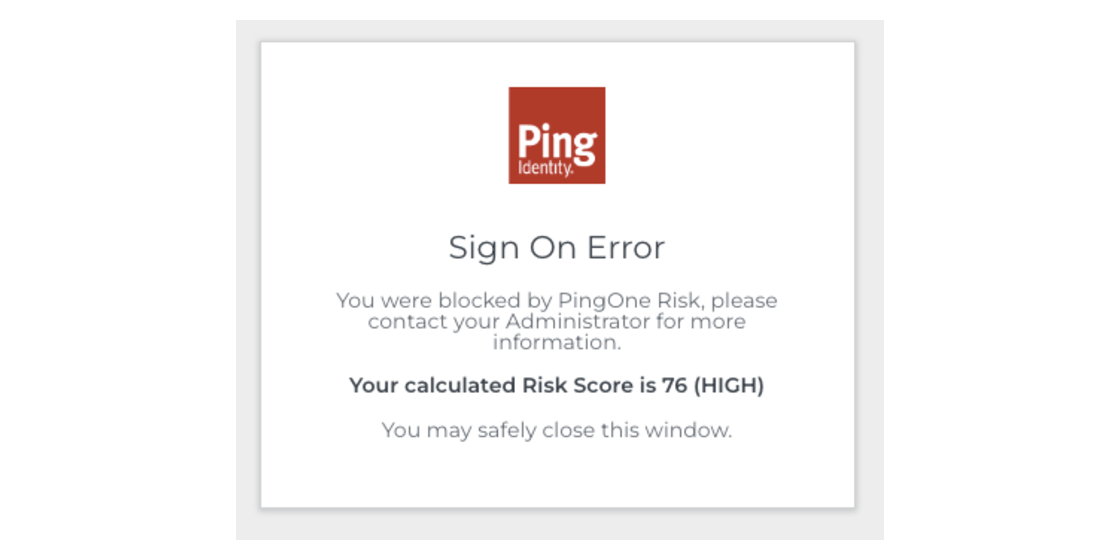 Ping
Identity.
Sign On Error
You were blocked by PingOne Risk, please
contact your Administrator for more
information.
Your calculated Risk Score is 76 (HIGH)
You may safely close this window.